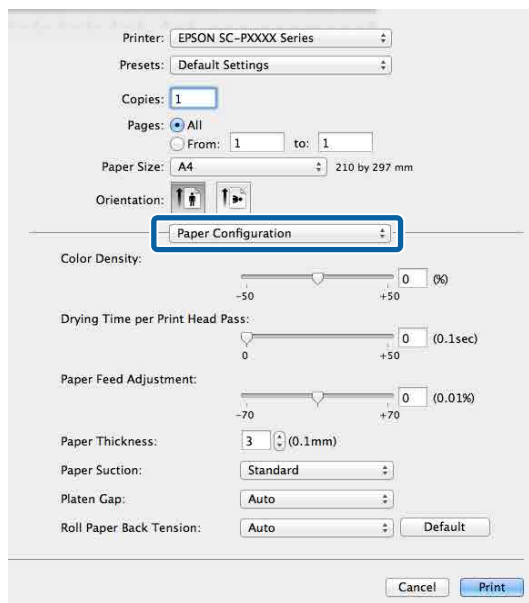 Printer: EPSON SC-PXXXX Series
Presets: Default Settings
Copies: 1
Pages: All
From: 1 to: 1
Paper Size: A4 210 by 297 mm
Orientation:
Paper Configuration
Color Density:
0 (%)
-50 +50
Drying Time per Print Head Pass:
0 (0.1sec)
0 +50
Paper Feed Adjustment:
0 (0.01%)
-70 +70
Paper Thickness: 3 (0.1mm)
Paper Suction: Standard
Platen Gap: Auto
Roll Paper Back Tension: Auto Default
Cancel Print